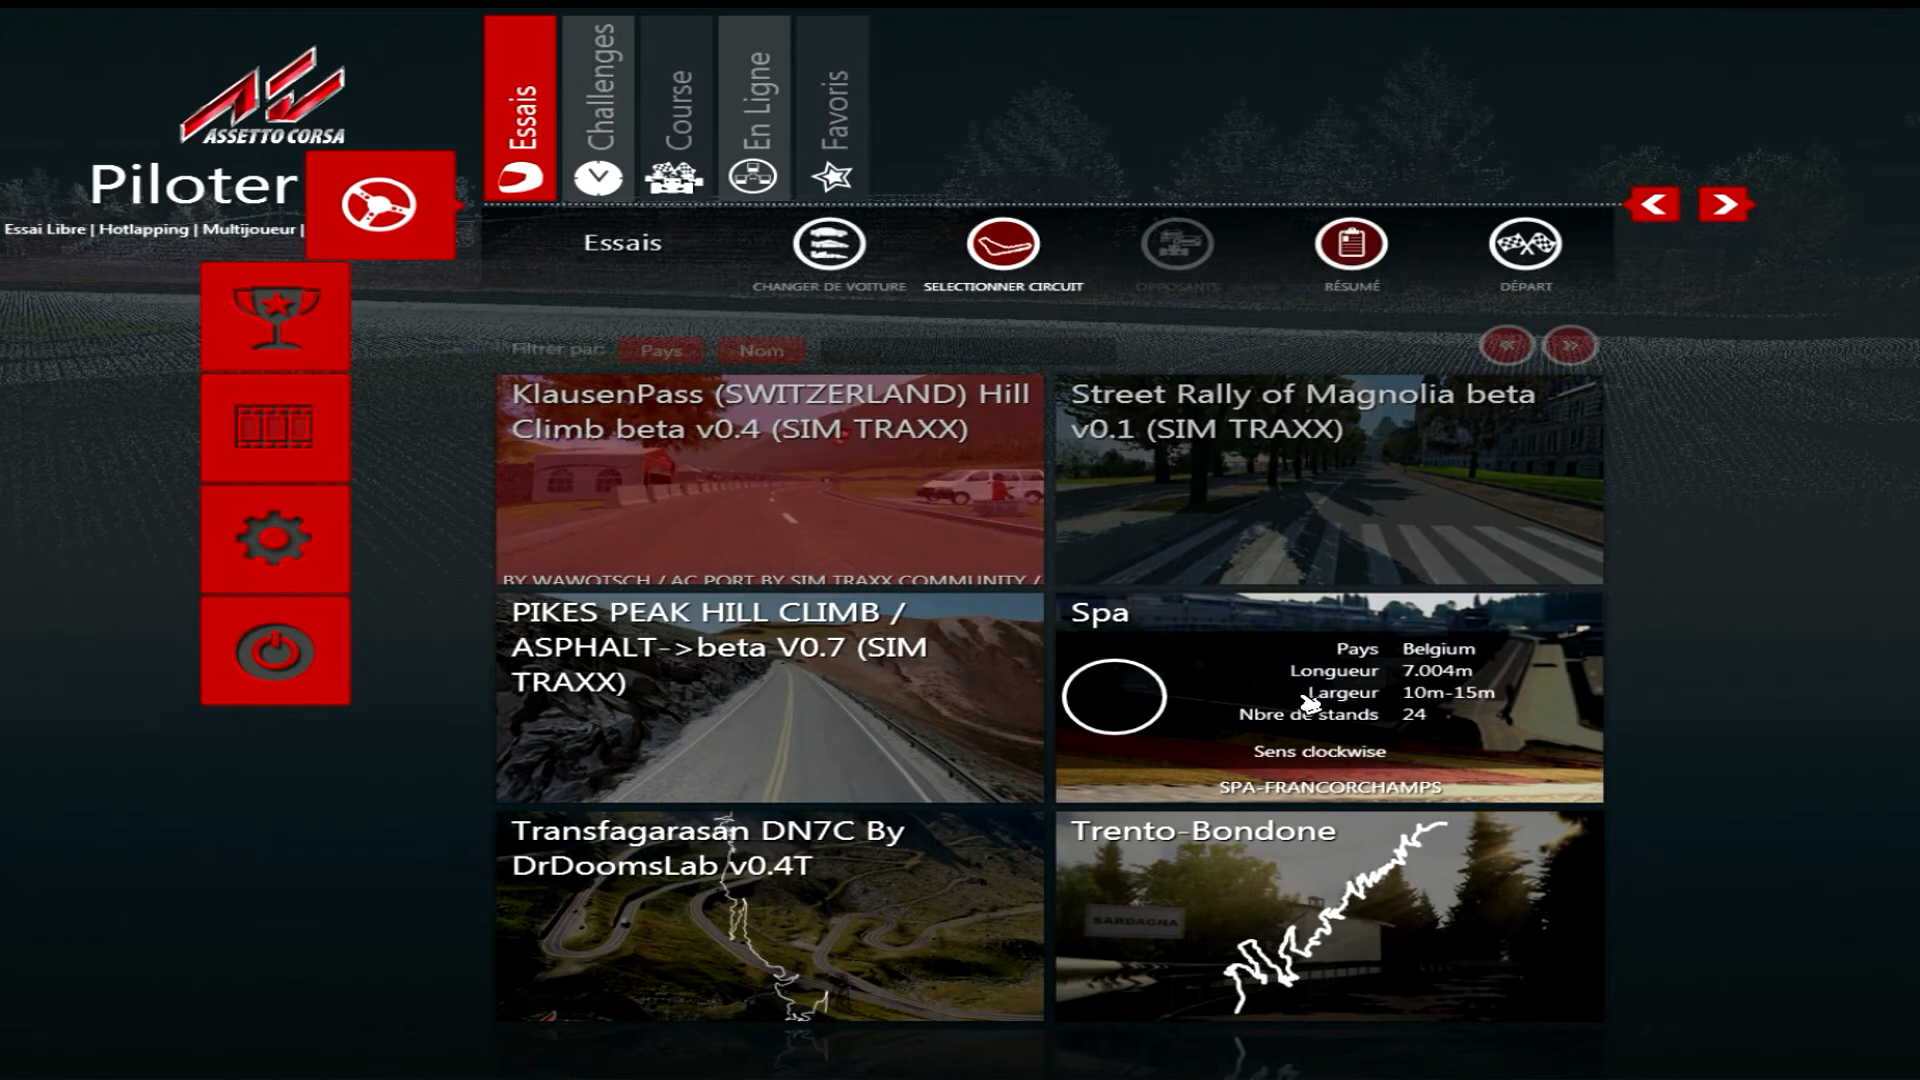 ASSETTO CORSA
Piloter
Essai Libre | Hotlapping | Multijoueur |
Essais
Challenges
Course
En Ligne
Favoris
Essais
CHANGER DE VOITURE
SELECTIONNER CIRCUIT
OPPOSANTS
RÉSUMÉ
DÉPART
Filtrer par:
Pays
Nom
KlausenPass (SWITZERLAND) Hill
Climb beta v0.4 (SIM TRAXX)
BY WAWOTSCH / AC PORT BY SIM TRAXX COMMUNITY /
Street Rally of Magnolia beta
v0.1 (SIM TRAXX)
PIKES PEAK HILL CLIMB /
ASPHALT->beta V0.7 (SIM
TRAXX)
Spa
Pays Belgium
Longueur 7.004m
Largeur 10m-15m
Nbre de stands 24
Sens clockwise
SPA-FRANCORCHAMPS
Transfagarasan DN7C By
DrDoomsLab v0.4T
Trento-Bondone
SARDAGNA